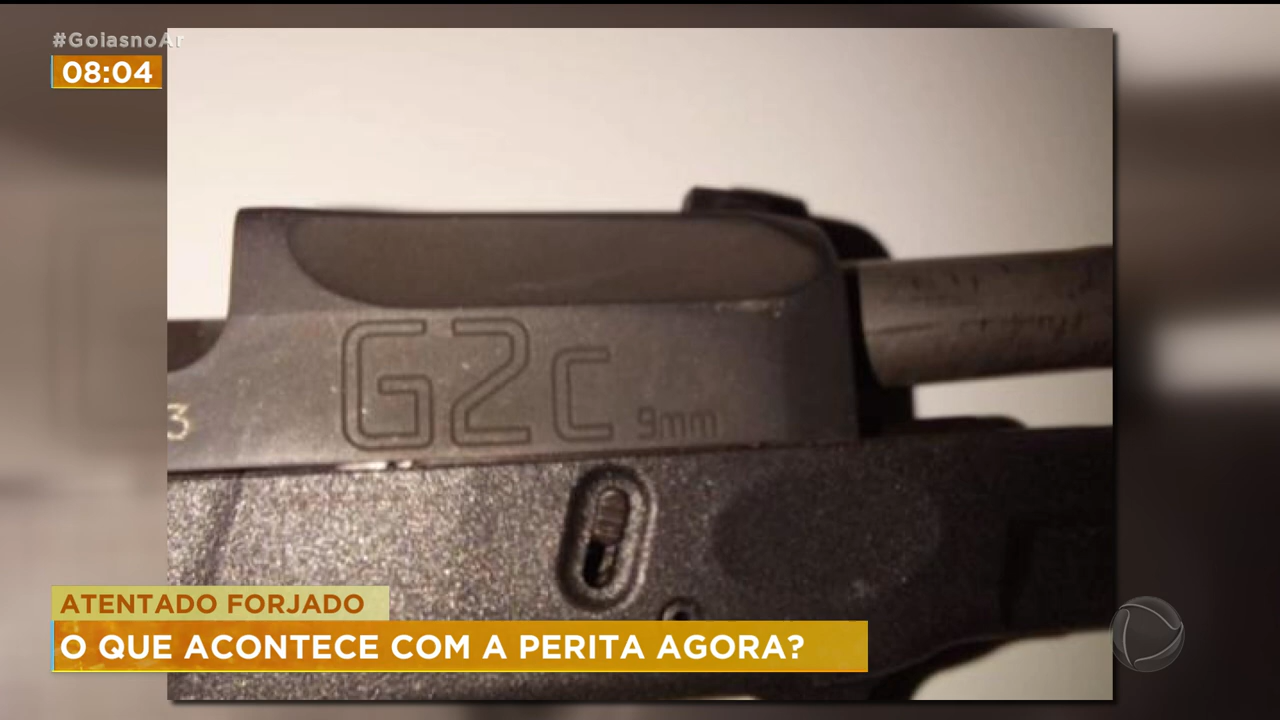 #GoiasnoAr
08:04
3
G2c 9mm
ATENTADO FORJADO
O QUE ACONTECE COM A PERITA AGORA?